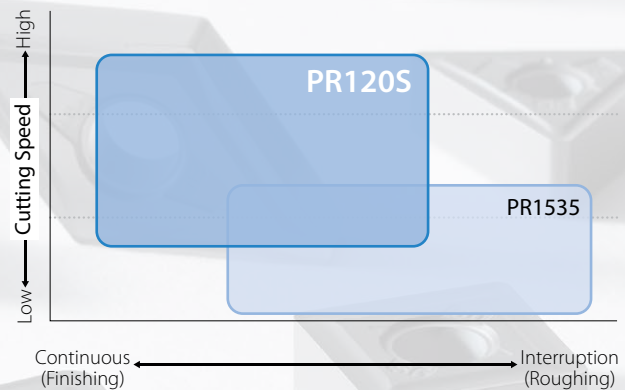 High
Cutting Speed
Low
PR120S
PR1535
Continuous
(Finishing)
Interruption
(Roughing)